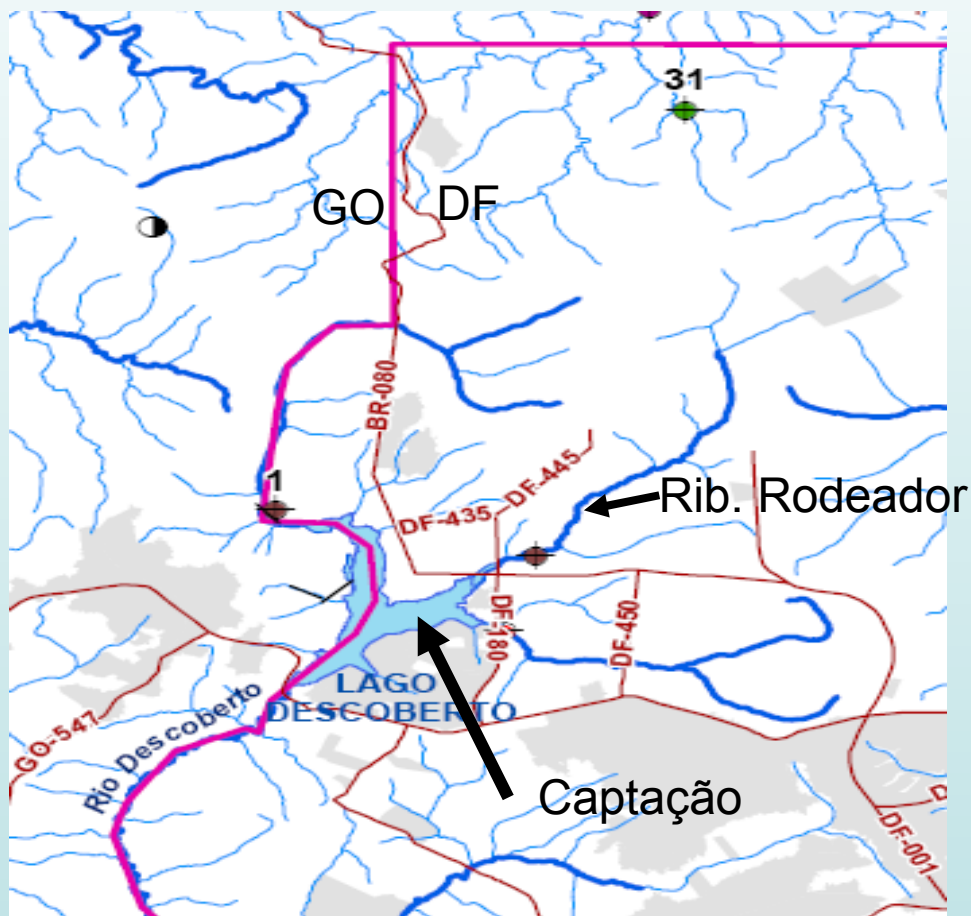 31
GO DF
BR-080
1
DF-445
DF-435
Rib. Rodeador
DF-180
DF-450
LAGO
DESCOBERTO
Rio Descoberto
GO-547
Captação
DF-001